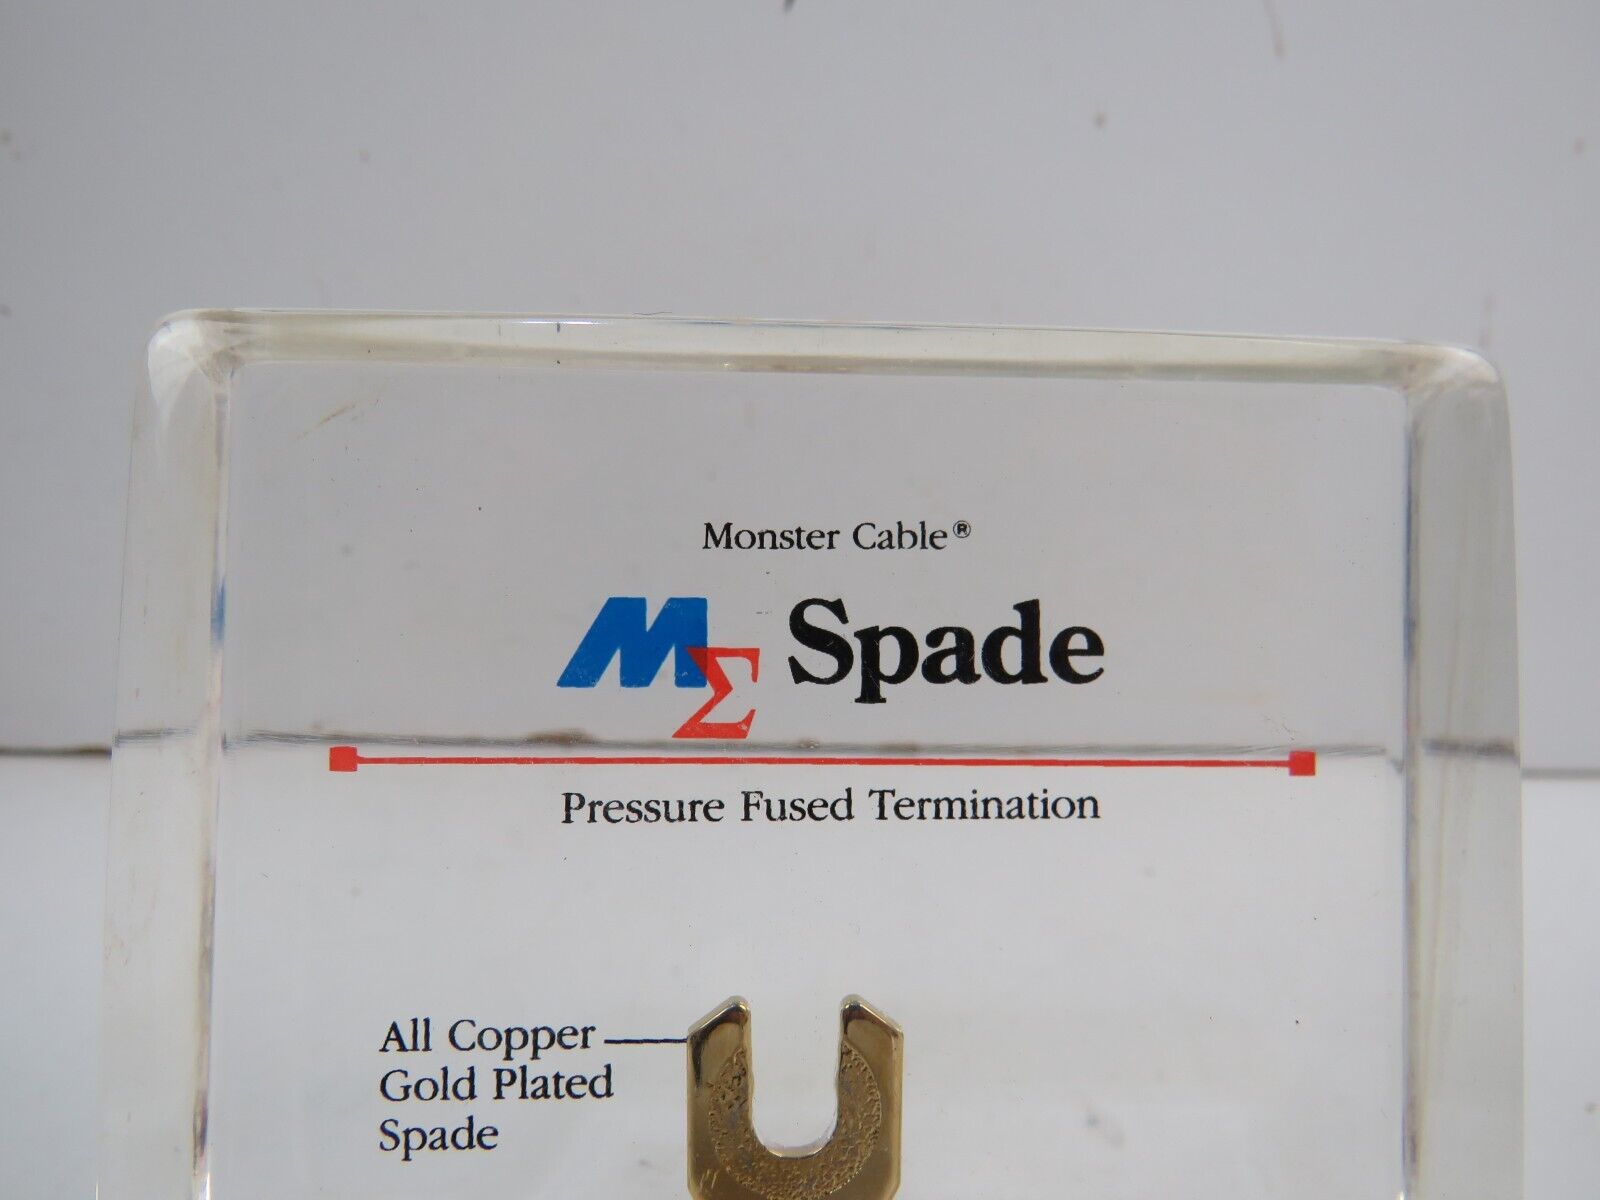 Monster Cable®
MΣ Spade
Pressure Fused Termination
All Copper
Gold Plated
Spade
M